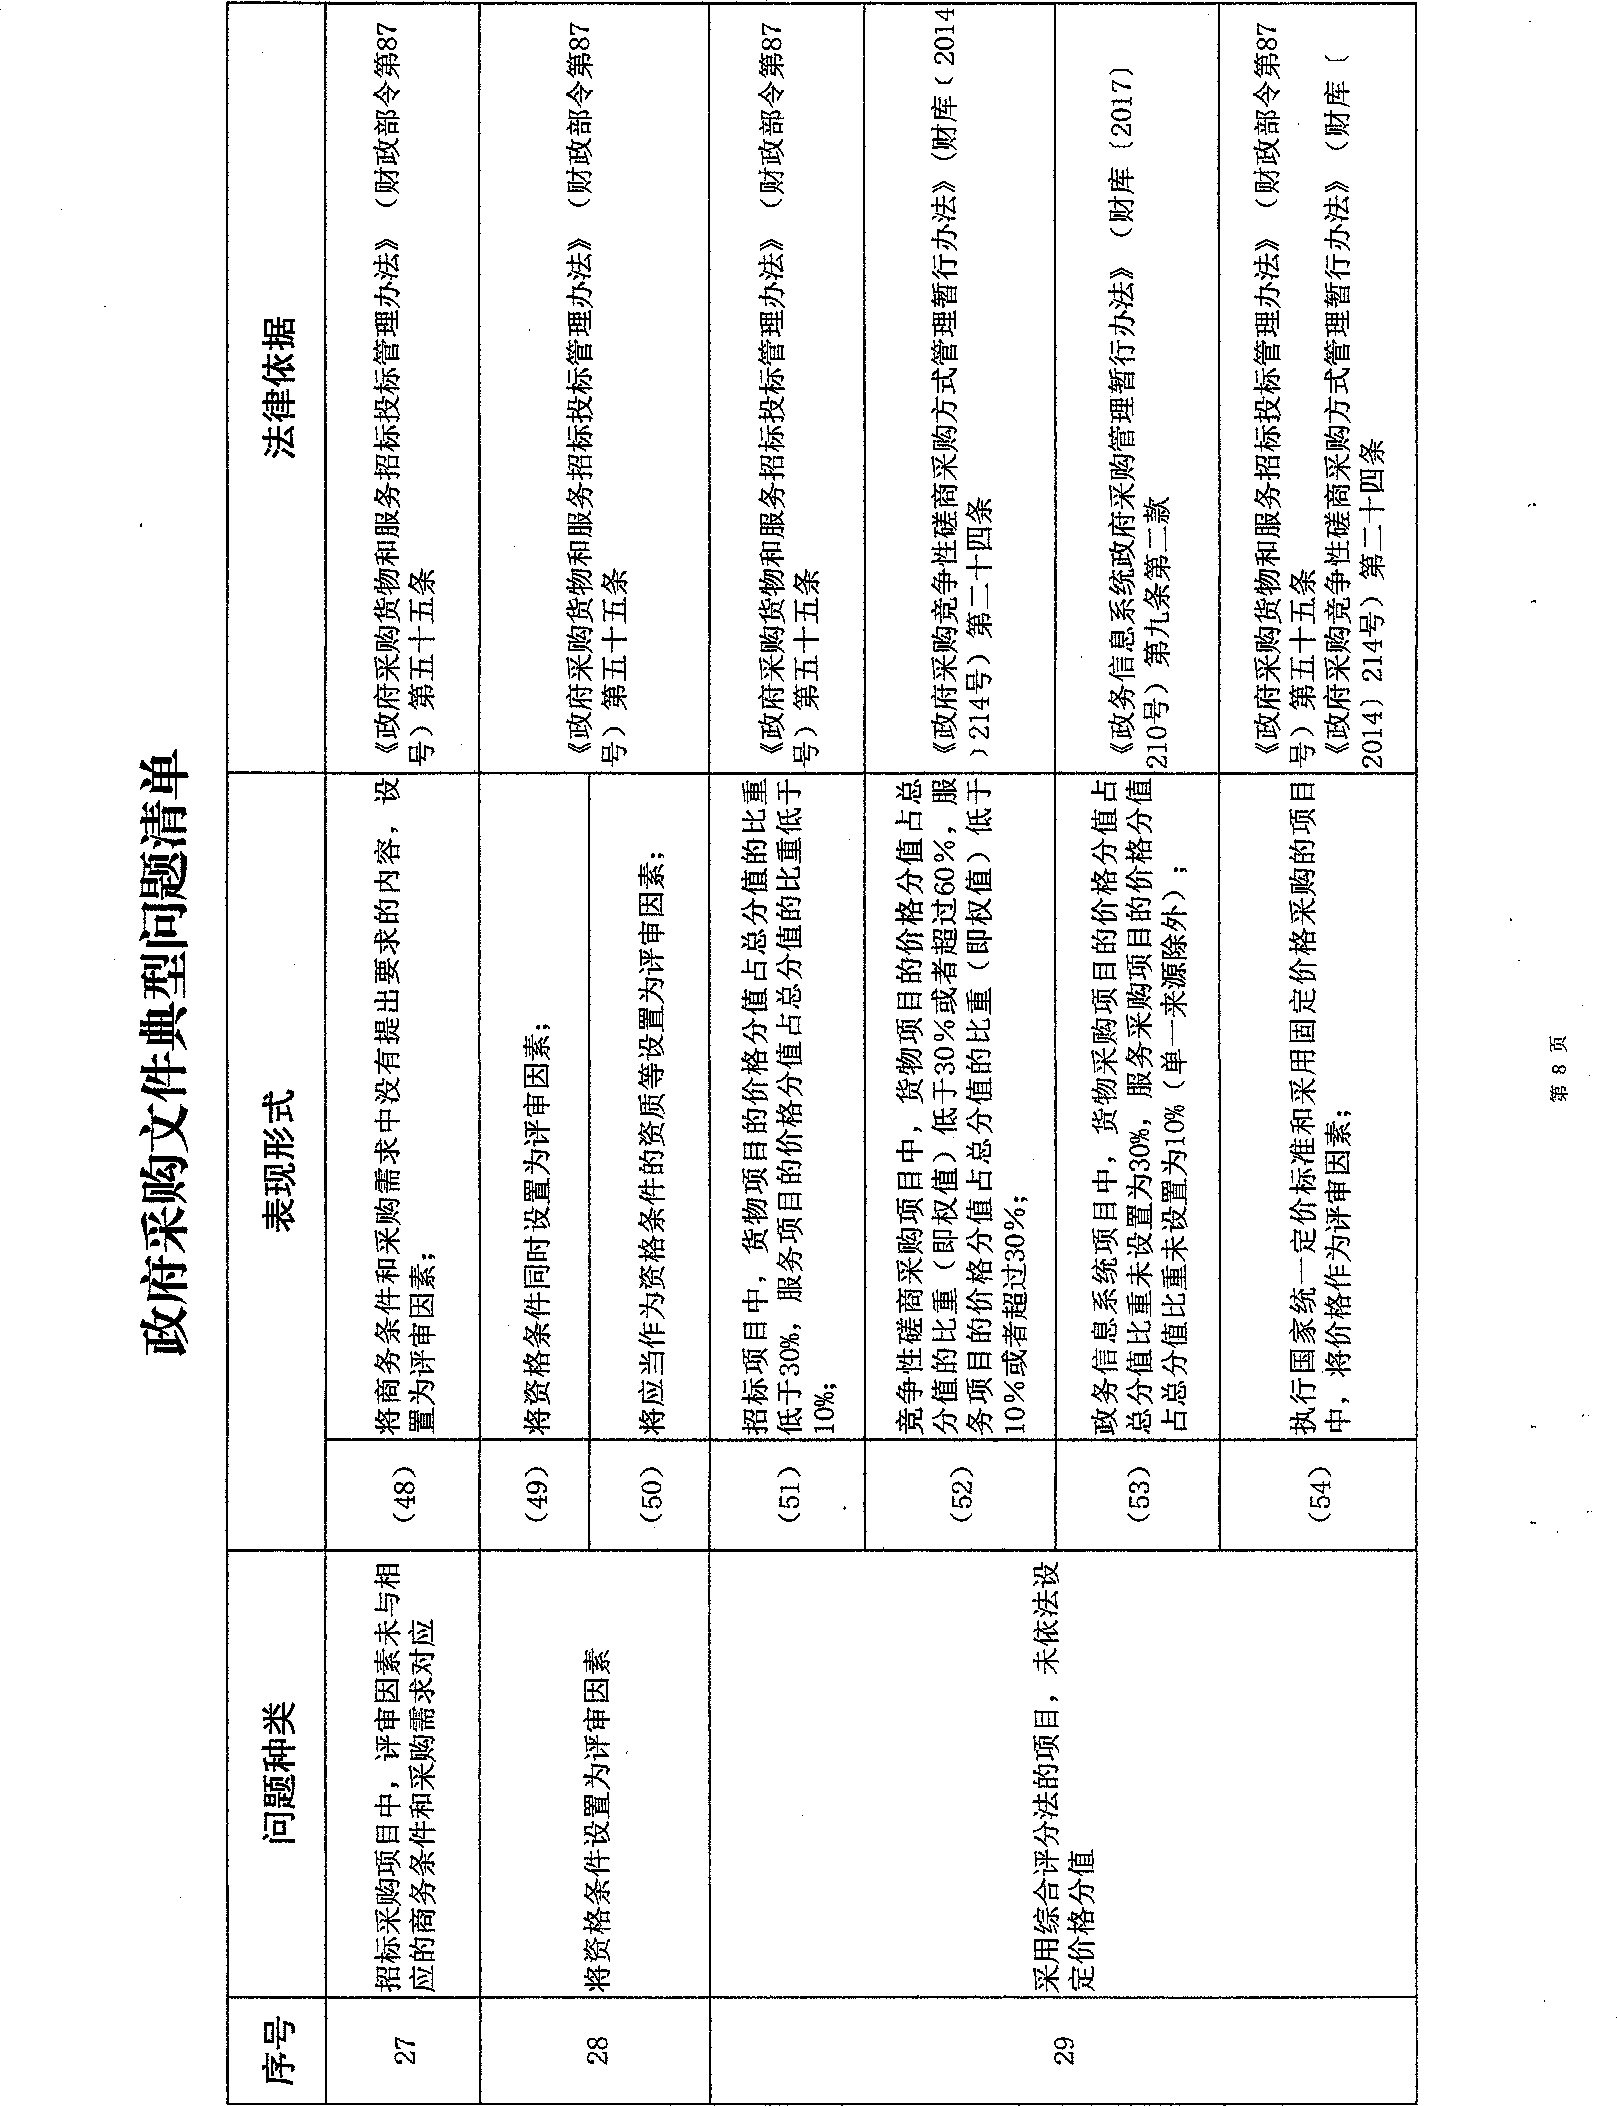 政府采购文件典型问题清单
序号 问题种类 表现形式 法律依据
27
招标采购项目中，评审因素未与相
应的商务条件和采购需求对应
(48)
将商务条件和采购需求中没有提出要求的内容，设
置为评审因素；
《政府采购货物和服务招标投标管理办法》（财政部令第87
号）第五十五条
28
将资格条件设置为评审因素
(49)
将资格条件同时设置为评审因素；
(50)
将应当作为资格条件的资质等设置为评审因素；
《政府采购货物和服务招标投标管理办法》（财政部令第87
号）第五十五条
29
采用综合评分法的项目，未依法设
定价格分值
(51)
招标项目中，货物项目的价格分值占总分值的比重
低于30%，服务项目的价格分值占总分值的比重低于
10%；
《政府采购货物和服务招标投标管理办法》（财政部令第87
号）第五十五条
(52)
竞争性磋商采购项目中，货物项目的价格分值占总
分值的比重（即权值）低于30%或者超过60%，服
务项目的价格分值占总分值的比重（即权值）低于
10%或者超过30%；
《政府采购竞争性磋商采购方式管理暂行办法》（财库〔2014
〕214号）第二十四条
(53)
政务信息系统项目中，货物采购项目的价格分值占
总分值比重未设置为30%，服务采购项目的价格分值
占总分值比重未设置为10%（单一来源除外）；
《政务信息系统政府采购管理暂行办法》（财库〔2017〕
210号）第九条第二款
(54)
执行国家统一定价标准和采用固定价格采购的项目
中，将价格作为评审因素；
《政府采购货物和服务招标投标管理办法》（财政部令第87
号）第五十五条
《政府采购竞争性磋商采购方式管理暂行办法》（财库〔
2014〕214号）第二十四条
第 8 页